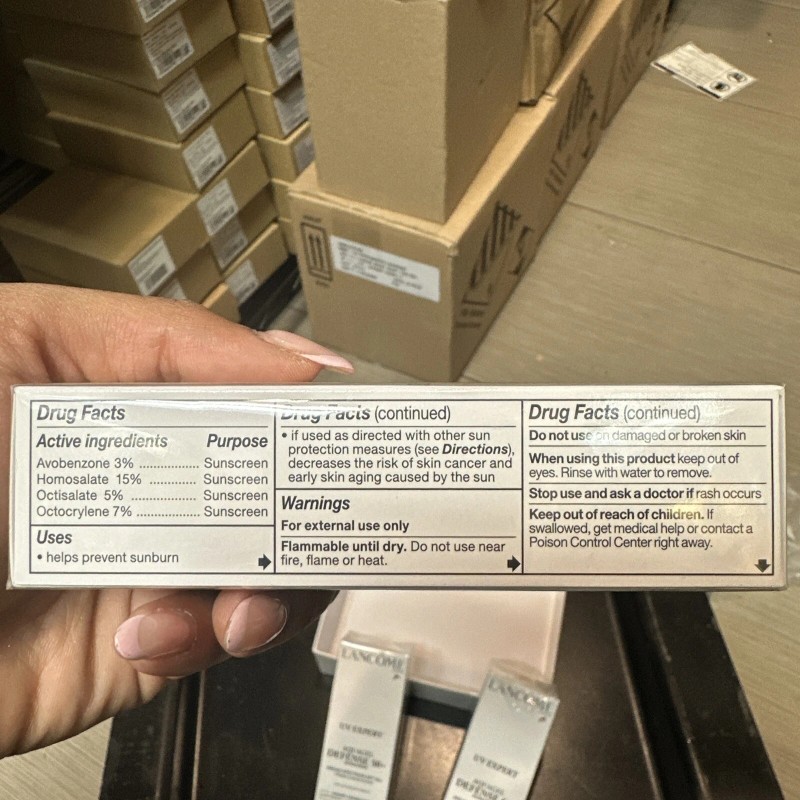 Drug Facts
Active ingredients Purpose
Avobenzone 3% ................ Sunscreen
Homosalate 15% .............. Sunscreen
Octisalate 5% .................. Sunscreen
Octocrylene 7% ................ Sunscreen
Uses
• helps prevent sunburn
Drug Facts (continued)
• if used as directed with other sun
protection measures (see Directions),
decreases the risk of skin cancer and
early skin aging caused by the sun
Warnings
For external use only
Flammable until dry. Do not use near
fire, flame or heat.
Drug Facts (continued)
Do not use on damaged or broken skin
When using this product keep out of
eyes. Rinse with water to remove.
Stop use and ask a doctor if rash occurs
Keep out of reach of children. If
swallowed, get medical help or contact a
Poison Control Center right away.
LANCÔME
UV EXPERT
DEFENSE
LANCÔME
UV EXPERT